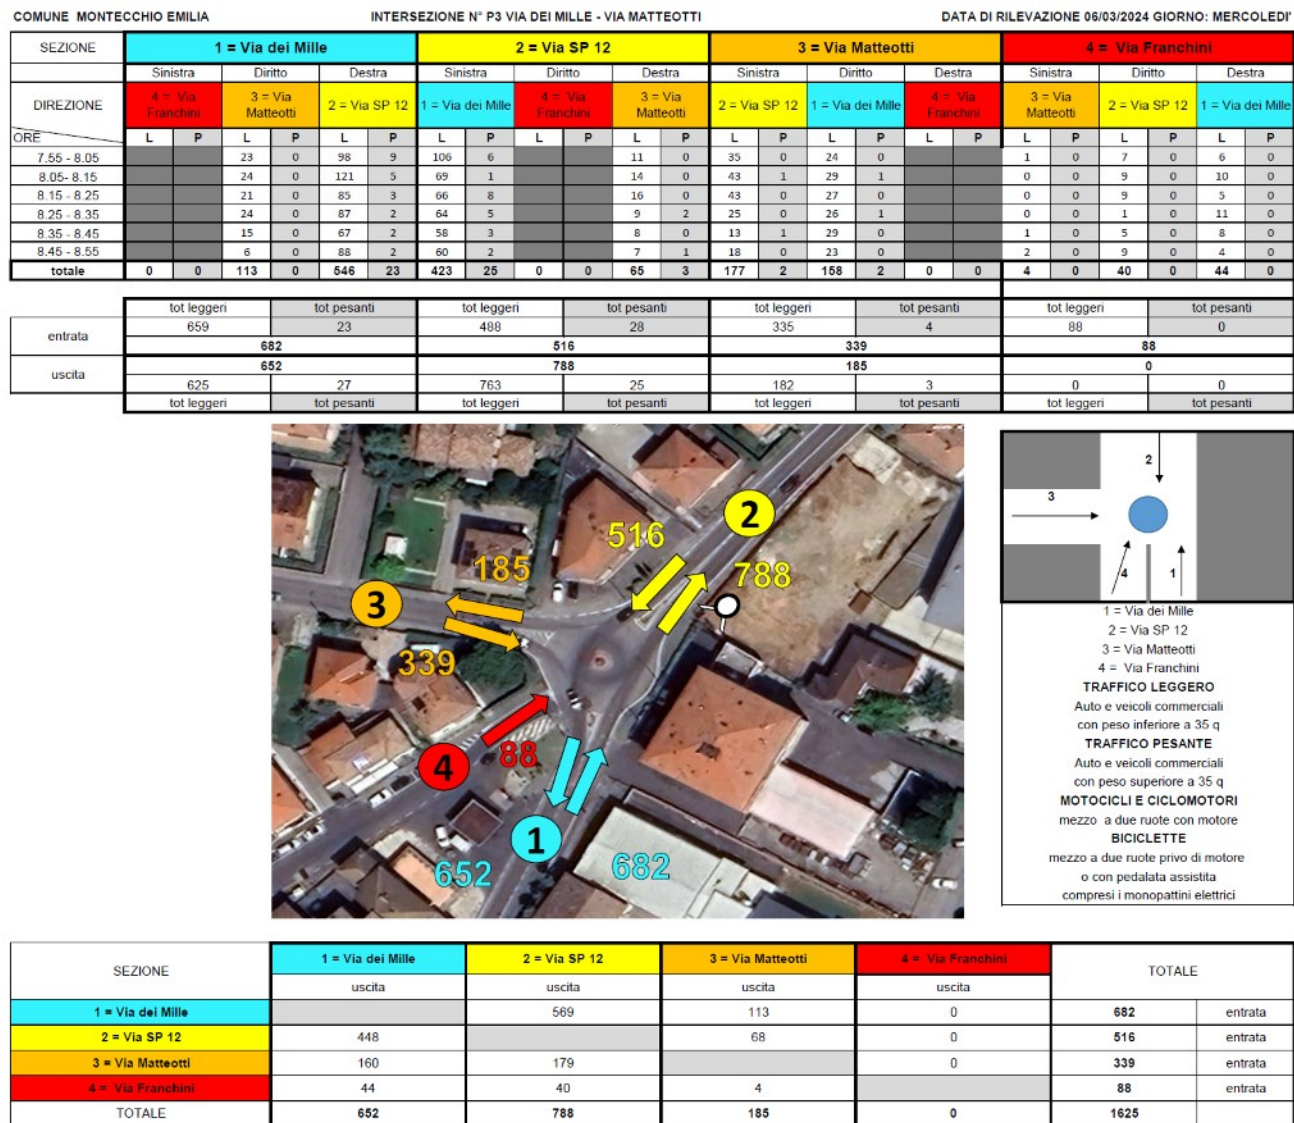 COMUNE MONTECCHIO EMILIA INTERSEZIONE N° P3 VIA DEI MILLE - VIA MATTEOTTI DATA DI RILEVAZIONE 06/03/2024 GIORNO: MERCOLEDI'
SEZIONE 1 = Via dei Mille 2 = Via SP 12 3 = Via Matteotti 4 = Via Franchini
Sinistra Diritto Destra Sinistra Diritto Destra Sinistra Diritto Destra Sinistra Diritto Destra
DIREZIONE 4 = Via Franchini 3 = Via Matteotti 2 = Via SP 12 1 = Via dei Mille 4 = Via Franchini 3 = Via Matteotti 2 = Via SP 12 1 = Via dei Mille 4 = Via Franchini 3 = Via Matteotti 2 = Via SP 12 1 = Via dei Mille
ORE L P L P L P L P L P L P L P L P L P L P L P L P
7.55 - 8.05 23 0 98 9 106 6 11 0 35 0 24 0 1 0 7 0 6 0
8.05- 8.15 24 0 121 5 69 1 14 0 43 1 29 1 0 0 9 0 10 0
8.15 - 8.25 21 0 85 3 66 8 16 0 43 0 27 0 0 0 9 0 5 0
8.25 - 8.35 24 0 87 2 64 5 9 2 25 0 26 1 0 0 1 0 11 0
8.35 - 8.45 15 0 67 2 58 3 8 0 13 1 29 0 1 0 5 0 8 0
8.45 - 8.55 6 0 88 2 60 2 7 1 18 0 23 0 2 0 9 0 4 0
totale 0 0 113 0 546 23 423 25 0 0 65 3 177 2 158 2 0 0 4 0 40 0 44 0
tot leggeri tot pesanti tot leggeri tot pesanti tot leggeri tot pesanti tot leggeri tot pesanti
entrata 659 23 488 28 335 4 88 0
682 516 339 88
uscita 652 788 185 0
625 27 763 25 182 3 0 0
tot leggeri tot pesanti tot leggeri tot pesanti tot leggeri tot pesanti tot leggeri tot pesanti
2
516
788
185
3
339
4
88
1
652
682
2
3
4
1
1 = Via dei Mille
2 = Via SP 12
3 = Via Matteotti
4 = Via Franchini
TRAFFICO LEGGERO
Auto e veicoli commerciali
con peso inferiore a 35 q
TRAFFICO PESANTE
Auto e veicoli commerciali
con peso superiore a 35 q
MOTOCICLI E CICLOMOTORI
mezzo a due ruote con motore
BICICLETTE
mezzo a due ruote privo di motore
o con pedalata assistita
compresi i monopattini elettrici
SEZIONE 1 = Via dei Mille 2 = Via SP 12 3 = Via Matteotti 4 = Via Franchini TOTALE
uscita uscita uscita uscita
1 = Via dei Mille 569 113 0 682 entrata
2 = Via SP 12 448 68 0 516 entrata
3 = Via Matteotti 160 179 0 339 entrata
4 = Via Franchini 44 40 4 88 entrata
TOTALE 652 788 185 0 1625